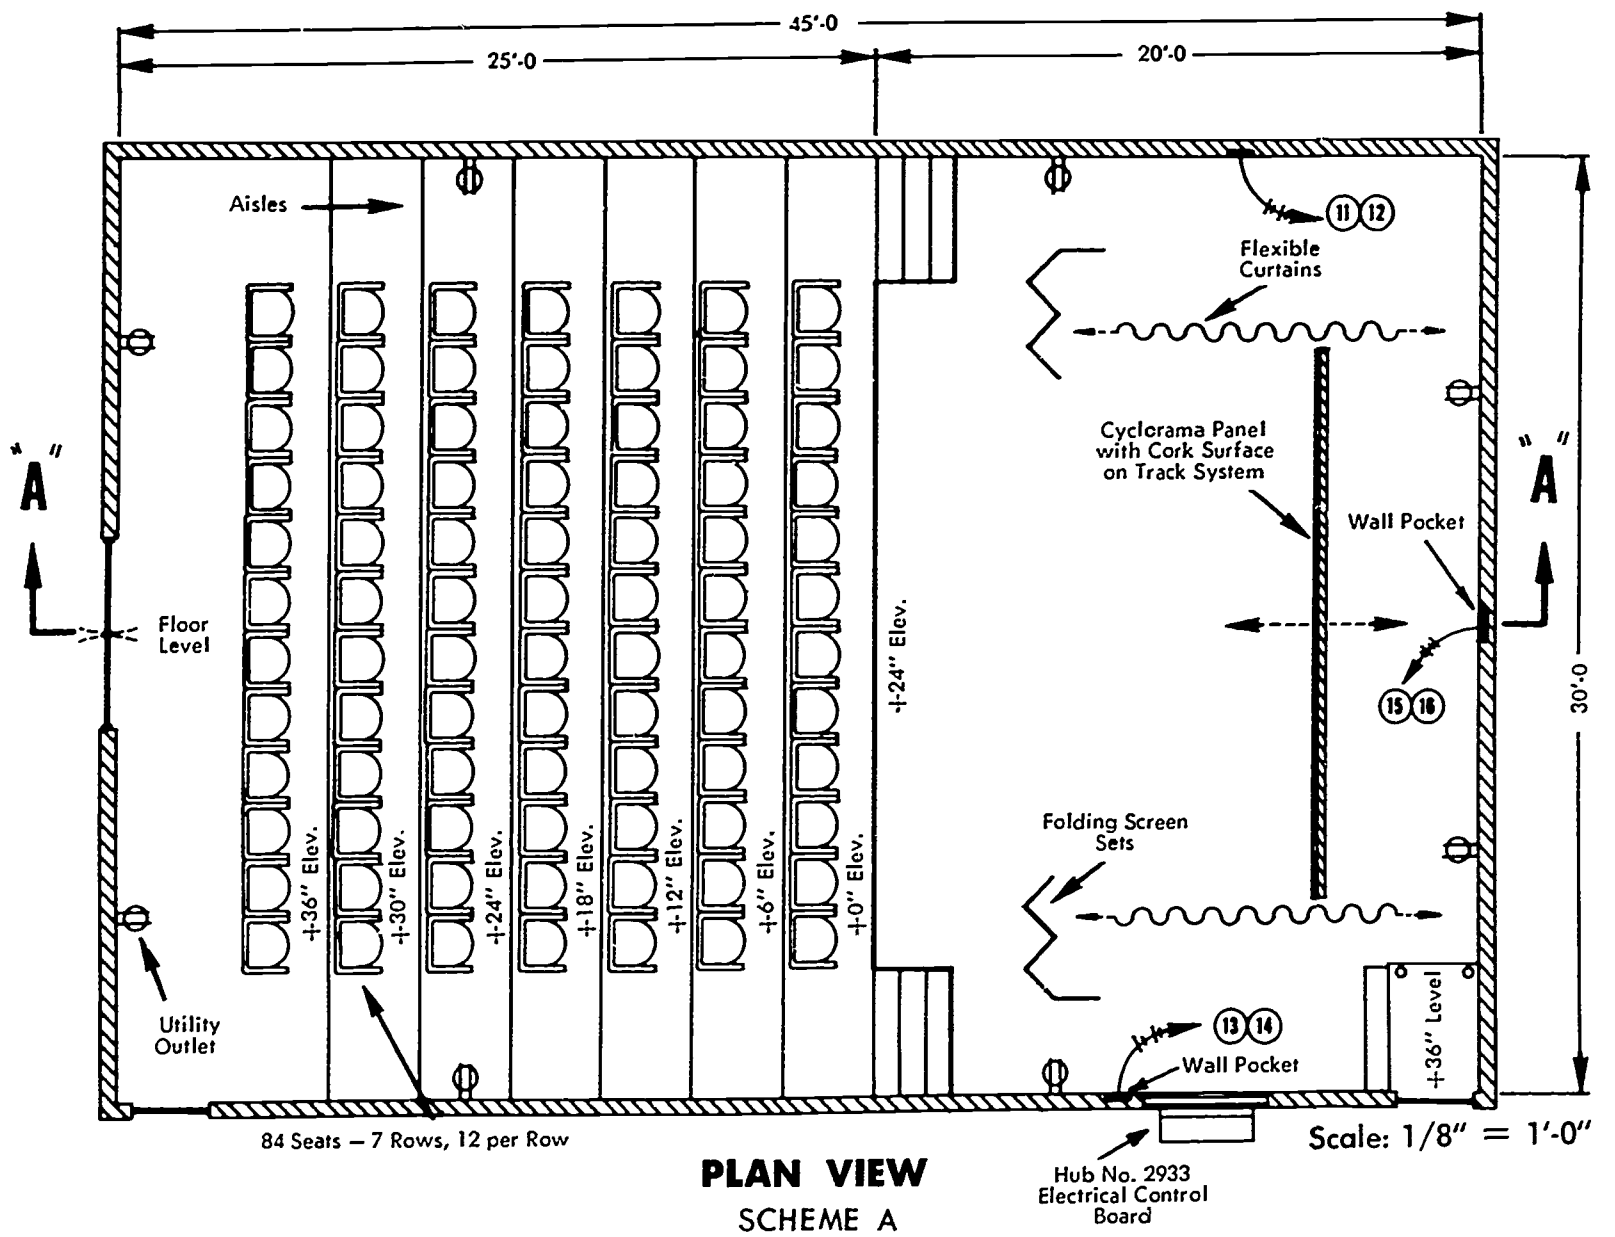 45'-0
25'-0
20'-0
Aisles
11 12
Flexible
Curtains
Cyclorama Panel
with Cork Surface
on Track System
"A"
"A"
Wall Pocket
Floor
Level
+24" Elev.
15 16
30'-0
Folding Screen
Sets
+36" Elev.
+30" Elev.
+24" Elev.
+18" Elev.
+12" Elev.
+6" Elev.
+0" Elev.
Utility
Outlet
13 14
Wall Pocket
+36" Level
84 Seats – 7 Rows, 12 per Row
Scale: 1/8" = 1'-0"
PLAN VIEW
SCHEME A
Hub No. 2933
Electrical Control
Board